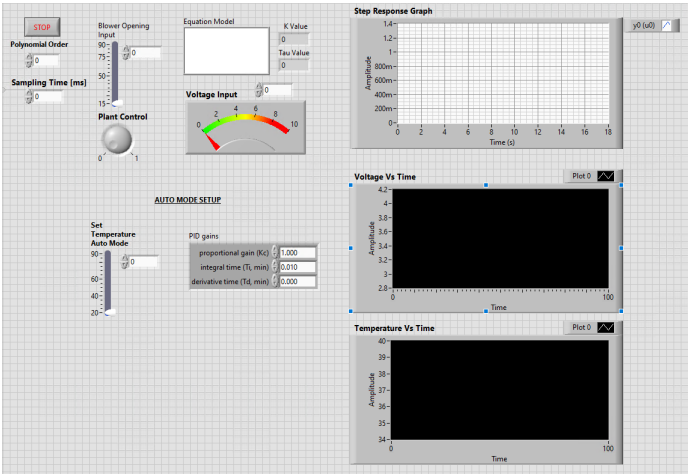 STOP
Polynomial Order
0
Sampling Time [ms]
0
Blower Opening
Input
90
75
50
15
0
Plant Control
0 1
Equation Model
K Value
0
Tau Value
0
Voltage Input
0
0 2 4 6 8 10
AUTO MODE SETUP
Set
Temperature
Auto Mode
90
60
40
20
0
PID gains
proportional gain (Kc) 1.000
integral time (Ti, min) 0.010
derivative time (Td, min) 0.000
Step Response Graph
y0 (u0)
Amplitude
1.4
1.2
1
800m
600m
400m
200m
0
0 2 4 6 8 10 12 14 16 18
Time (s)
Voltage Vs Time
Plot 0
Amplitude
4.2
4
3.8
3.6
3.4
3.2
3
2.8
0 100
Time
Temperature Vs Time
Plot 0
Amplitude
40
39
38
37
36
35
34
0 100
Time